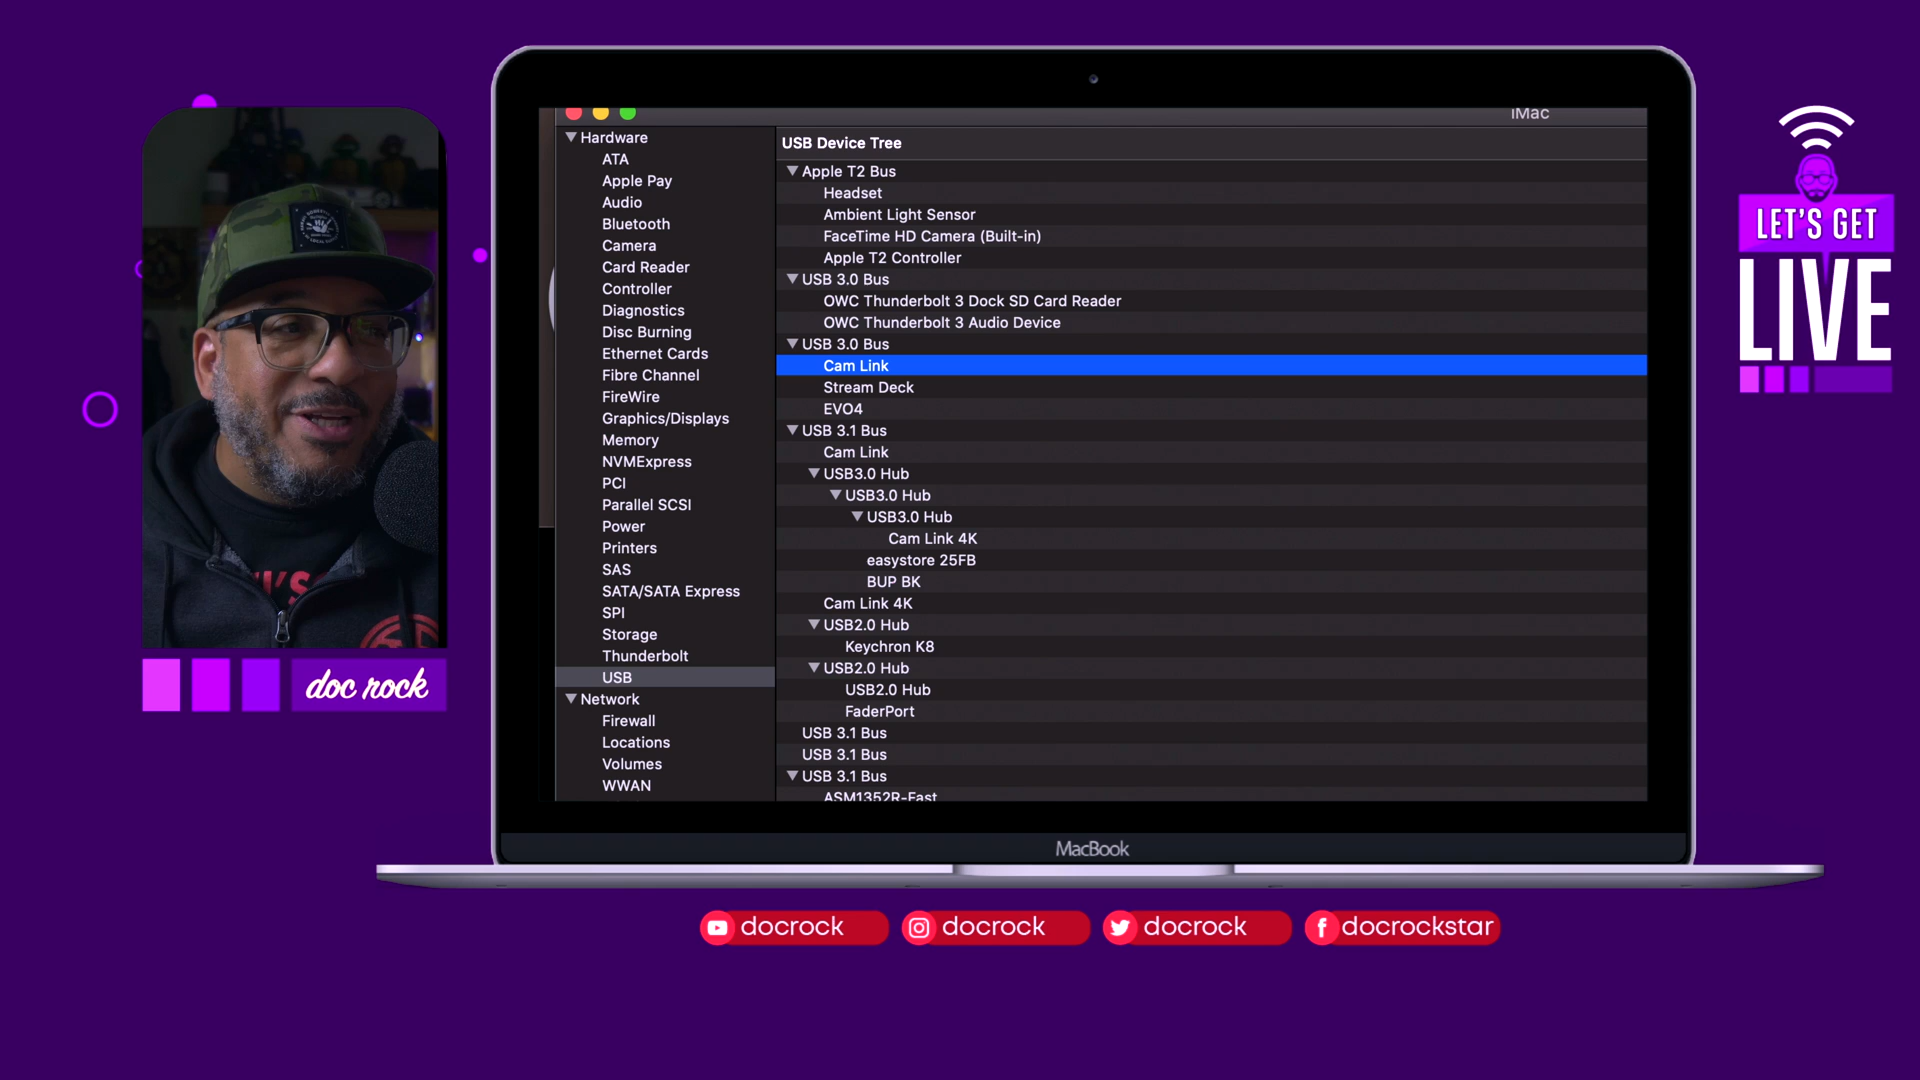 iMac
Hardware
ATA
Apple Pay
Audio
Bluetooth
Camera
Card Reader
Controller
Diagnostics
Disc Burning
Ethernet Cards
Fibre Channel
FireWire
Graphics/Displays
Memory
NVMExpress
PCI
Parallel SCSI
Power
Printers
SAS
SATA/SATA Express
SPI
Storage
Thunderbolt
USB
Network
Firewall
Locations
Volumes
WWAN
USB Device Tree
Apple T2 Bus
Headset
Ambient Light Sensor
FaceTime HD Camera (Built-in)
Apple T2 Controller
USB 3.0 Bus
OWC Thunderbolt 3 Dock SD Card Reader
OWC Thunderbolt 3 Audio Device
USB 3.0 Bus
Cam Link
Stream Deck
EVO4
USB 3.1 Bus
Cam Link
USB3.0 Hub
USB3.0 Hub
USB3.0 Hub
Cam Link 4K
easystore 25FB
BUP BK
Cam Link 4K
USB2.0 Hub
Keychron K8
USB2.0 Hub
USB2.0 Hub
FaderPort
USB 3.1 Bus
USB 3.1 Bus
USB 3.1 Bus
ASM1352R-Fast
MacBook
doc rock
LET'S GET
LIVE
docrock
docrock
docrock
docrockstar